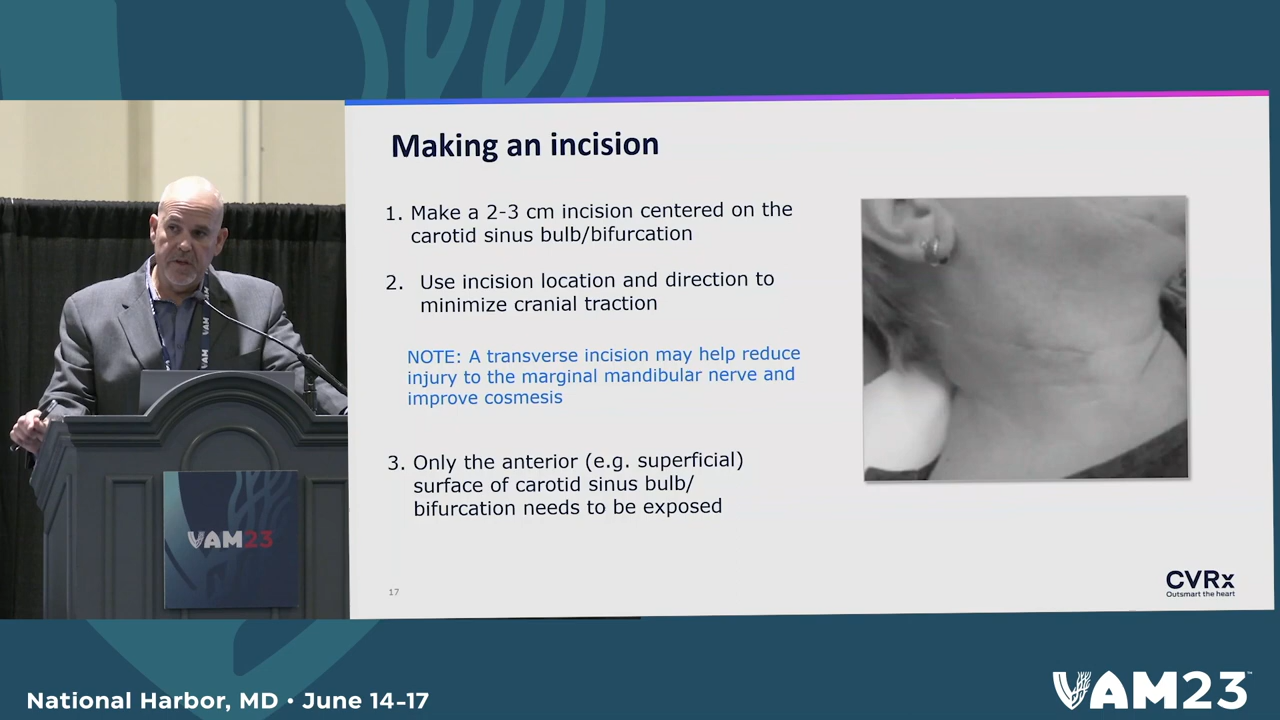 Making an incision
1. Make a 2-3 cm incision centered on the
carotid sinus bulb/bifurcation
2. Use incision location and direction to
minimize cranial traction
NOTE: A transverse incision may help reduce
injury to the marginal mandibular nerve and
improve cosmesis
3. Only the anterior (e.g. superficial)
surface of carotid sinus bulb/
bifurcation needs to be exposed
17
CVRx
Outsmart the heart
VAM
VAM
VAM23
National Harbor, MD • June 14-17
VAM23™